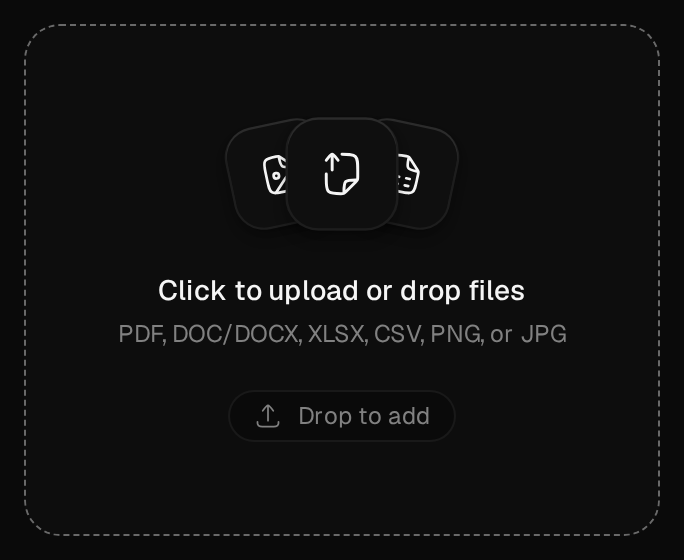 Click to upload or drop files
PDF, DOC/DOCX, XLSX, CSV, PNG, or JPG
Drop to add